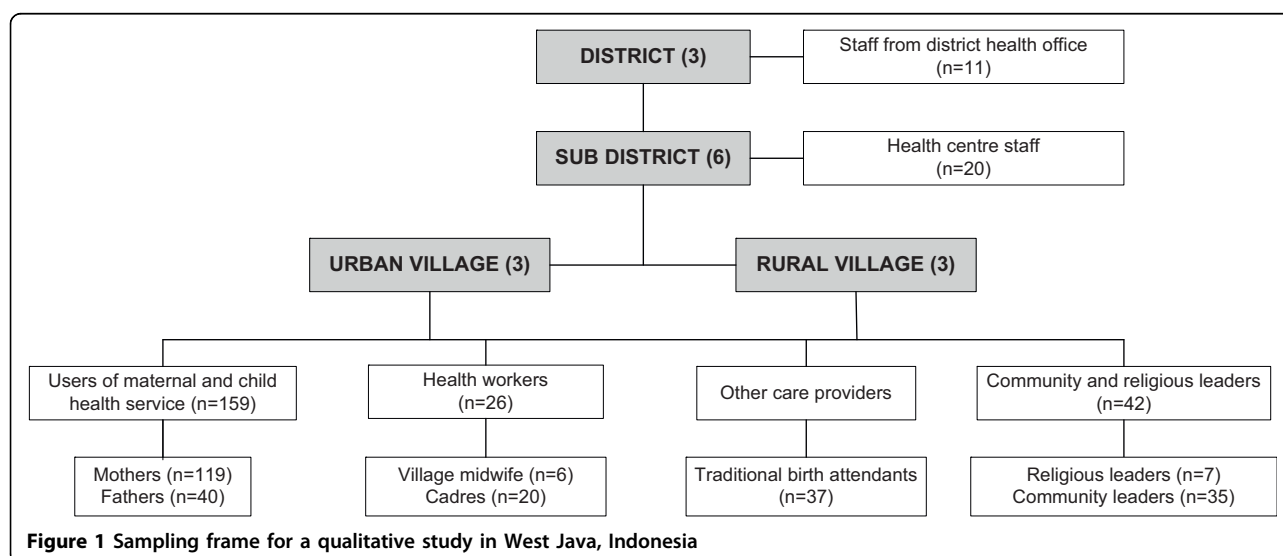 DISTRICT (3)
Staff from district health office
(n=11)
SUB DISTRICT (6)
Health centre staff
(n=20)
URBAN VILLAGE (3)
RURAL VILLAGE (3)
Users of maternal and child
health service (n=159)
Health workers
(n=26)
Other care providers
Community and religious leaders
(n=42)
Mothers (n=119)
Fathers (n=40)
Village midwife (n=6)
Cadres (n=20)
Traditional birth attendants
(n=37)
Religious leaders (n=7)
Community leaders (n=35)
Figure 1 Sampling frame for a qualitative study in West Java, Indonesia